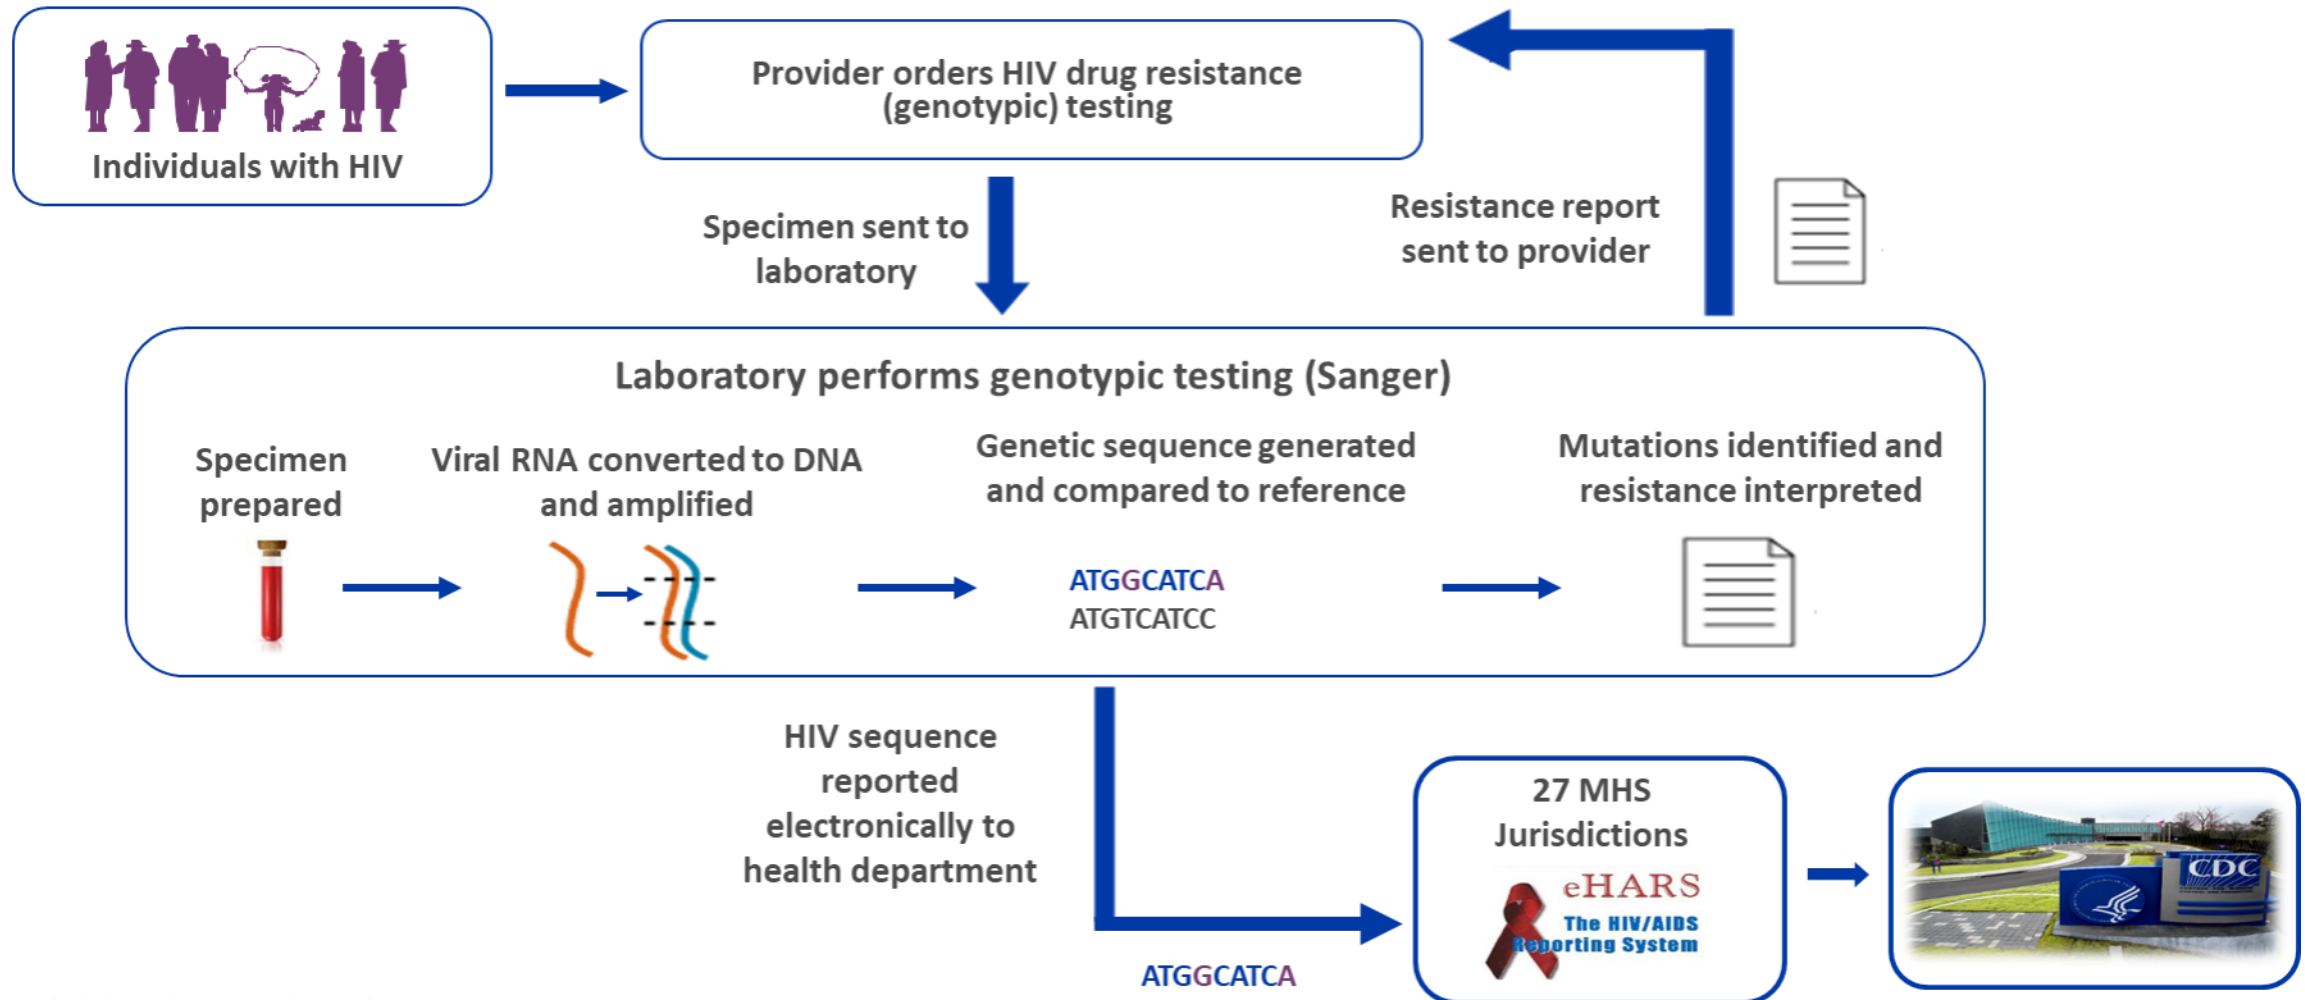 Individuals with HIV
Provider orders HIV drug resistance
(genotypic) testing
Specimen sent to
laboratory
Resistance report
sent to provider
Laboratory performs genotypic testing (Sanger)
Specimen
prepared
Viral RNA converted to DNA
and amplified
Genetic sequence generated
and compared to reference
ATGGCATCA
ATGTCATCC
Mutations identified and
resistance interpreted
HIV sequence
reported
electronically to
health department
ATGGCATCA
27 MHS
Jurisdictions
eHARS
The HIV/AIDS
Reporting System
CDC